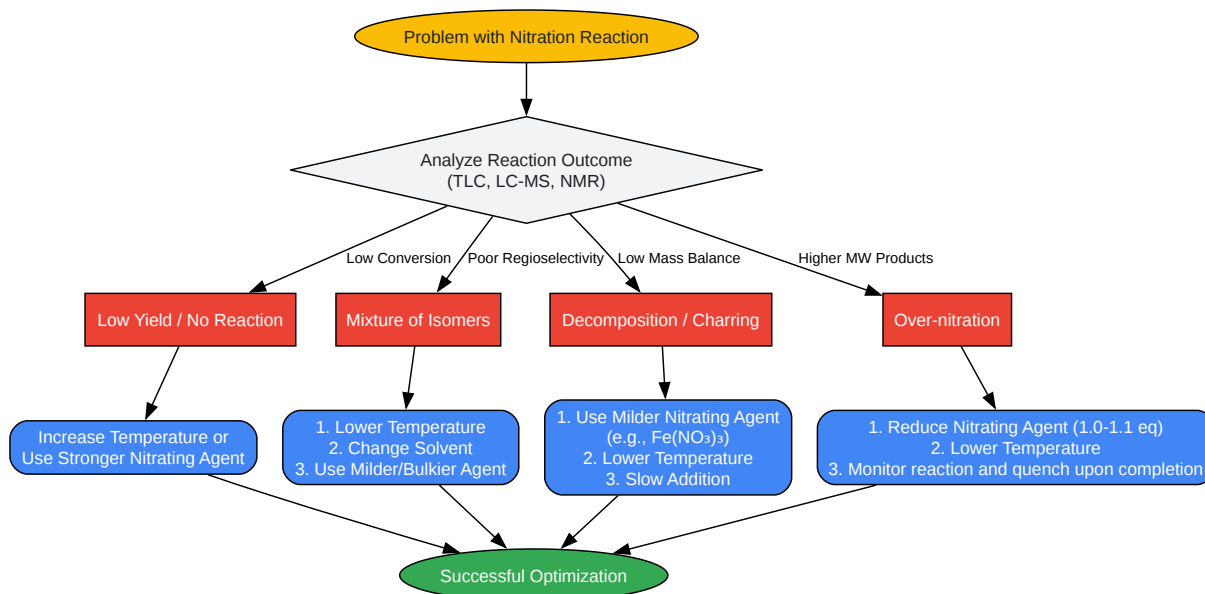 Problem with Nitration Reaction
Analyze Reaction Outcome
(TLC, LC-MS, NMR)
Low Conversion
Poor Regioselectivity
Low Mass Balance
Higher MW Products
Low Yield / No Reaction
Mixture of Isomers
Decomposition / Charring
Over-nitration
Increase Temperature or
Use Stronger Nitrating Agent
1. Lower Temperature
2. Change Solvent
3. Use Milder/Bulkier Agent
1. Use Milder Nitrating Agent
(e.g., Fe(NO₃)₃)
2. Lower Temperature
3. Slow Addition
1. Reduce Nitrating Agent (1.0-1.1 eq)
2. Lower Temperature
3. Monitor reaction and quench upon completion
Successful Optimization